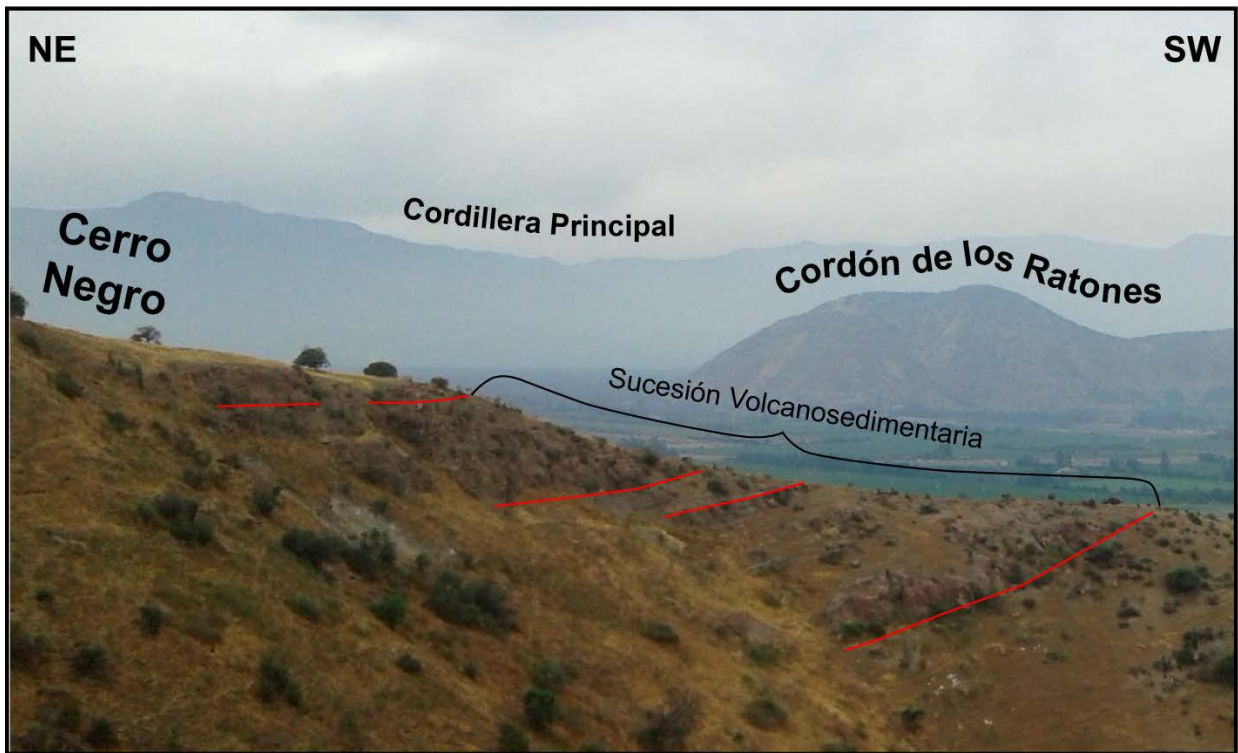 NE
SW
Cordillera Principal
Cerro
Negro
Cordón de los Ratones
Sucesión Volcanosedimentaria